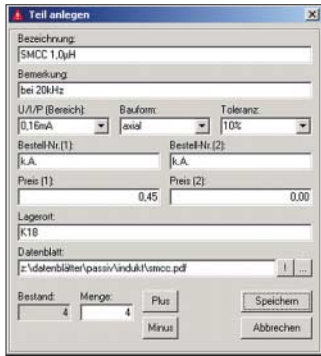 Teil anlegen
Bezeichnung:
SMCC 1,0µH
Bemerkung:
bei 20kHz
U/I/P (Bereich): Bauform: Toleranz:
0,16mA axial 10%
Bestell-Nr.(1): Bestell-Nr.(2):
k.A. k.A.
Preis (1): Preis (2):
0,45 0,00
Lagerort:
K18
Datenblatt:
z:\datenblätter\passiv\indukt\smcc.pdf ! ...
Bestand: Menge: Plus Speichern
4 4
Minus Abbrechen